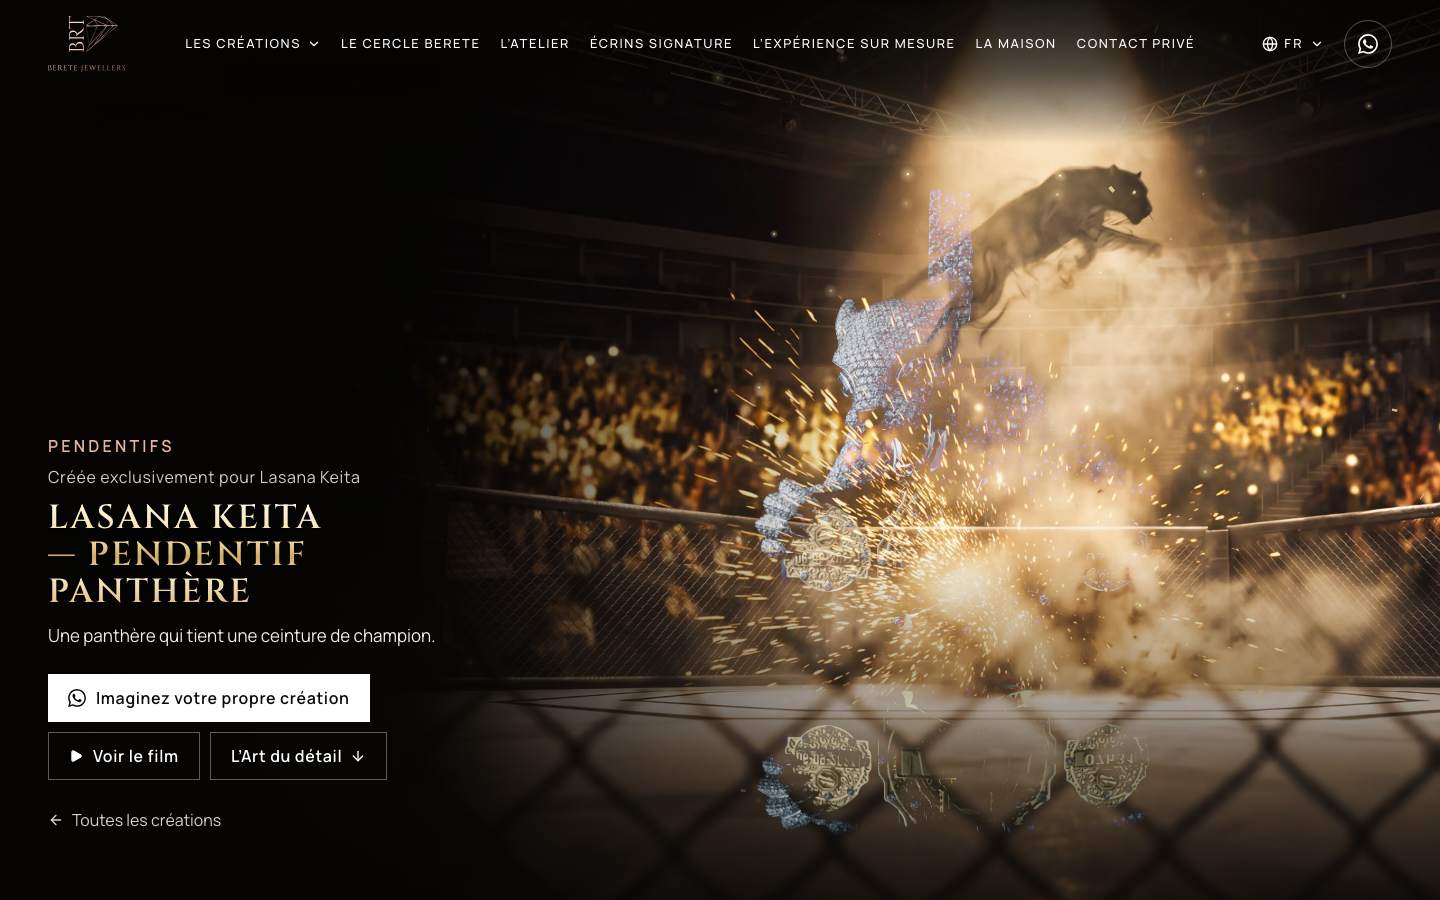 BRT
BERETE JEWELLERS
LES CRÉATIONS
LE CERCLE BERETE
L'ATELIER
ÉCRINS SIGNATURE
L'EXPÉRIENCE SUR MESURE
LA MAISON
CONTACT PRIVÉ
FR
PENDENTIFS
Créée exclusivement pour Lasana Keita
LASANA KEITA
— PENDENTIF
PANTHÈRE
Une panthère qui tient une ceinture de champion.
Imaginez votre propre création
Voir le film
L'Art du détail
Toutes les créations